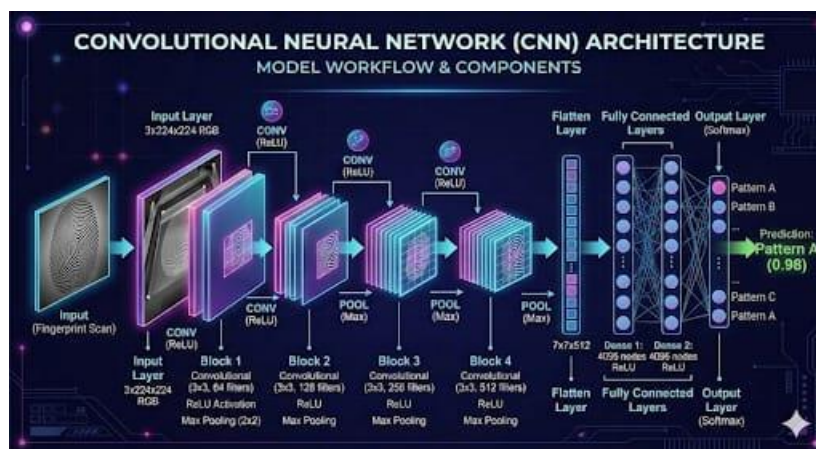 CONVOLUTIONAL NEURAL NETWORK (CNN) ARCHITECTURE
MODEL WORKFLOW & COMPONENTS
Input Layer
3x224x224 RGB
CONV
(ReLU)
CONV
(ReLU)
CONV
(ReLU)
Flatten
Layer
Fully Connected
Layers
Output Layer
(Softmax)
Pattern A
Pattern B
...
Prediction:
Pattern A
(0.98)
...
Pattern C
Pattern A
Input
(Fingerprint Scan)
CONV
(ReLU)
CONV
(ReLU)
POOL
(Max)
POOL
(Max)
POOL
(Max)
7x7x512
Dense 1:
4095 nodes
ReLU
Dense 2:
4095 nodes
ReLU
Input
Layer
3x224x224
RGB
Block 1
Convolutional
(3x3, 64 filters)
ReLU Activation
Max Pooling (2x2)
Block 2
Convolutional
(3x3, 128 filters)
ReLU
Max Pooling
Block 3
Convolutional
(3x3, 256 filters)
ReLU
Max Pooling
Block 4
Convolutional
(3x3, 512 filters)
ReLU
Max Pooling
Flatten
Layer
Fully Connected
Layers
Output
Layer
(Softmax)